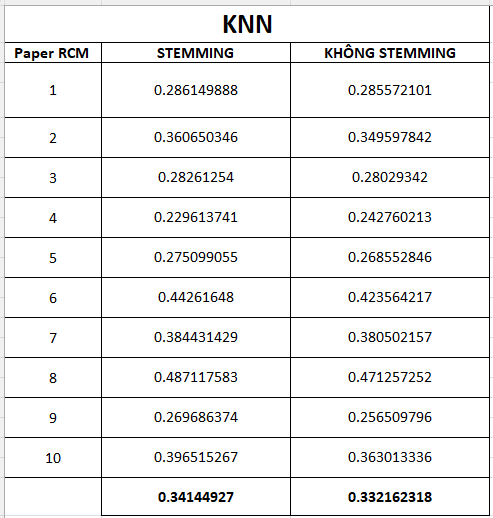 KNN
Paper RCM STEMMING KHÔNG STEMMING
1 0.286149888 0.285572101
2 0.360650346 0.349597842
3 0.28261254 0.28029342
4 0.229613741 0.242760213
5 0.275099055 0.268552846
6 0.44261648 0.423564217
7 0.384431429 0.380502157
8 0.487117583 0.471257252
9 0.269686374 0.256509796
10 0.396515267 0.363013336
0.34144927 0.332162318